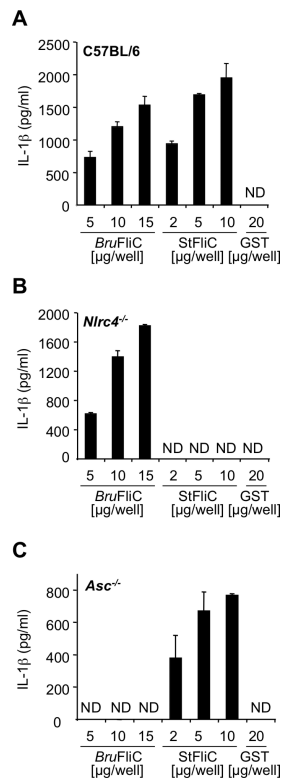 A
C57BL/6
IL-1β (pg/ml)
2500
2000
1500
1000
500
0
ND
5 10 15 2 5 10 20
BruFliC StFliC GST
[µg/well] [µg/well] [µg/well]
B
Nlrc4-/-
IL-1β (pg/ml)
1800
1200
600
0
ND ND ND ND
5 10 15 2 5 10 20
BruFliC StFliC GST
[µg/well] [µg/well] [µg/well]
C
Asc-/-
IL-1β (pg/ml)
800
600
400
200
0
ND ND ND ND
5 10 15 2 5 10 20
BruFliC StFliC GST
[µg/well] [µg/well] [µg/well]